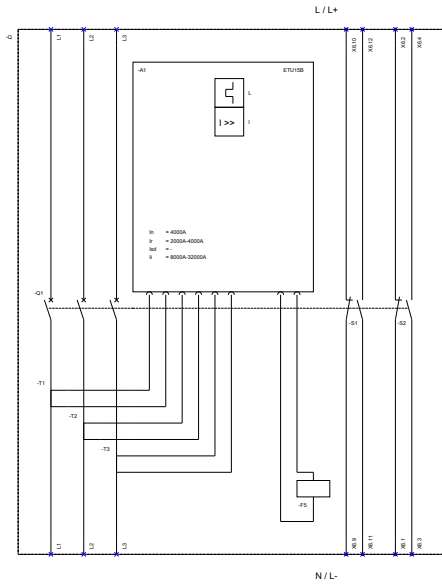 L / L+
-Q
L1
L2
L3
X6.10
X6.12
X6.2
X6.4
-A1
ETU15B
L
I >>
I
In = 4000A
Ir = 2000A-4000A
Isd = -
Ii = 8000A-32000A
-Q1
-S1
-S2
-T1
-T2
-T3
-F5
L1
L2
L3
X6.9
X6.11
X6.1
X6.3
N / L-